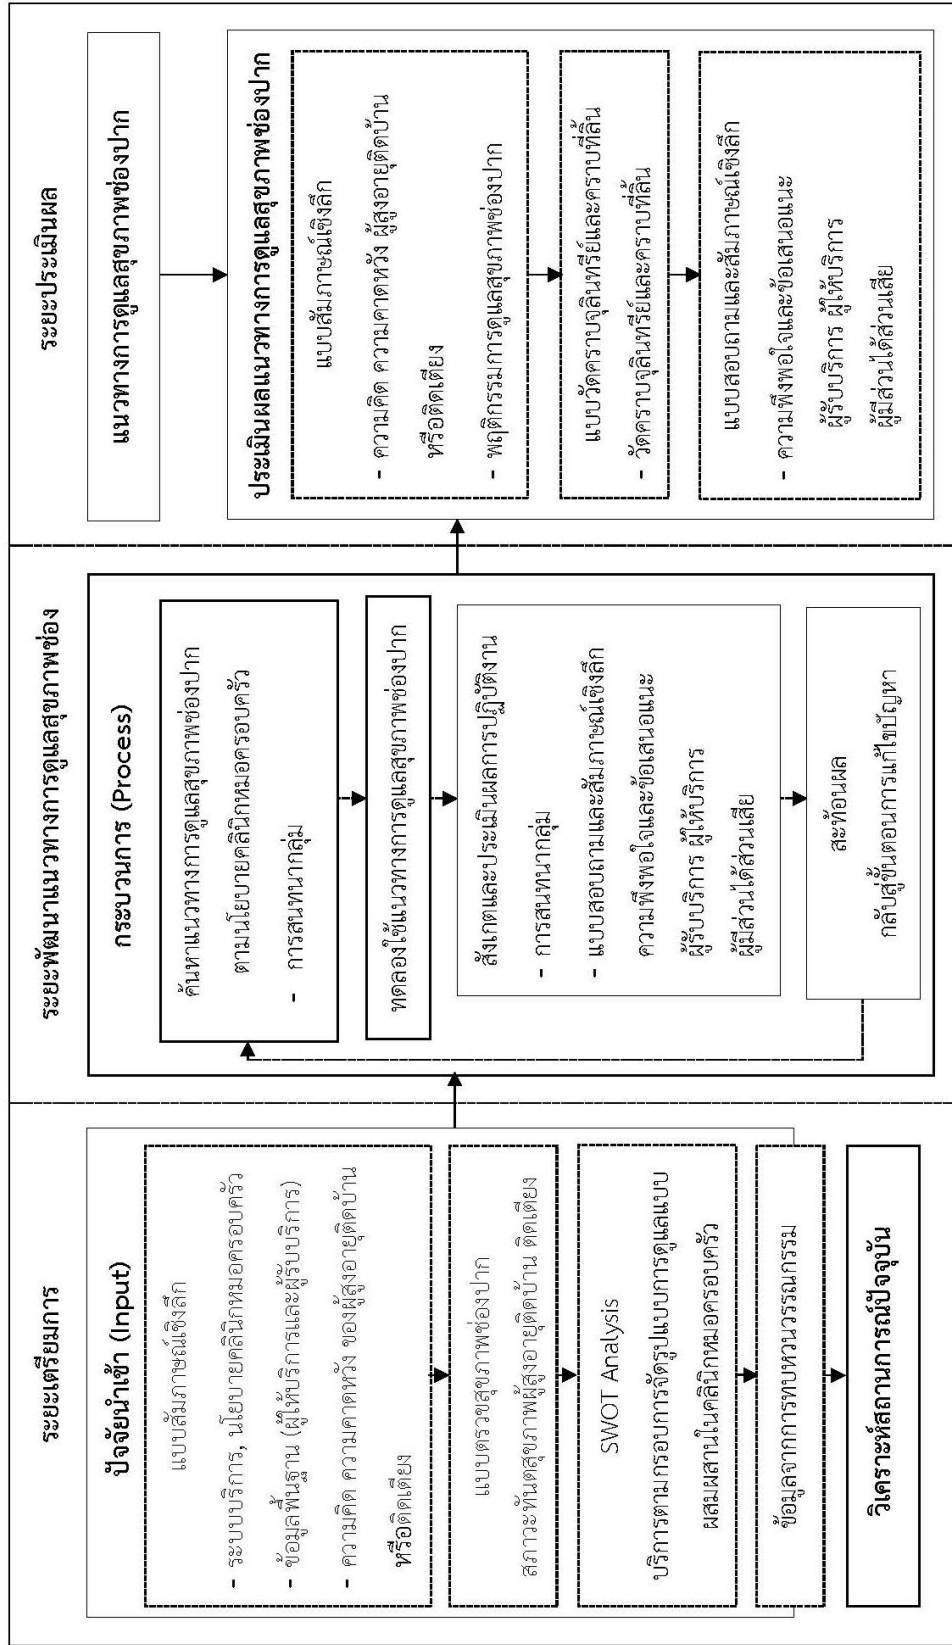 ระยะเตรียมการ
ปัจจัยนำเข้า (Input)
แบบสัมภาษณ์เชิงลึก
- ระบบบริการ, นโยบายคลินิกหมอครอบครัว
- ข้อมูลพื้นฐาน (ผู้ให้บริการและผู้รับบริการ)
- ความคิด ความคาดหวัง ของผู้สูงอายุติดบ้าน
หรือติดเตียง
แบบตรวจสุขภาพช่องปาก
สภาวะทันตสุขภาพผู้สูงอายุติดบ้าน ติดเตียง
SWOT Analysis
บริการตามกรอบการจัดรูปแบบการดูแลแบบ
ผสมผสานในคลินิกหมอครอบครัว
ข้อมูลจากการทบทวนวรรณกรรม
วิเคราะห์สถานการณ์ปัจจุบัน
ระยะพัฒนาแนวทางการดูแลสุขภาพช่อง
กระบวนการ (Process)
ค้นหาแนวทางการดูแลสุขภาพช่องปาก
ตามนโยบายคลินิกหมอครอบครัว
- การสนทนากลุ่ม
ทดลองใช้แนวทางการดูแลสุขภาพช่องปาก
สังเกตและประเมินผลการปฏิบัติงาน
- การสนทนากลุ่ม
- แบบสอบถามและสัมภาษณ์เชิงลึก
ความพึงพอใจและข้อเสนอแนะ
ผู้รับบริการ ผู้ให้บริการ
ผู้มีส่วนได้ส่วนเสีย
สะท้อนผล
กลับสู่ขั้นตอนการแก้ไขปัญหา
ระยะประเมินผล
แนวทางการดูแลสุขภาพช่องปาก
ประเมินผลแนวทางการดูแลสุขภาพช่องปาก
แบบสัมภาษณ์เชิงลึก
- ความคิด ความคาดหวัง ผู้สูงอายุติดบ้าน
หรือติดเตียง
- พฤติกรรมการดูแลสุขภาพช่องปาก
แบบวัดคราบจุลินทรีย์และคราบที่ลิ้น
- วัดคราบจุลินทรีย์และคราบที่ลิ้น
แบบสอบถามและสัมภาษณ์เชิงลึก
- ความพึงพอใจและข้อเสนอแนะ
ผู้รับบริการ ผู้ให้บริการ
ผู้มีส่วนได้ส่วนเสีย